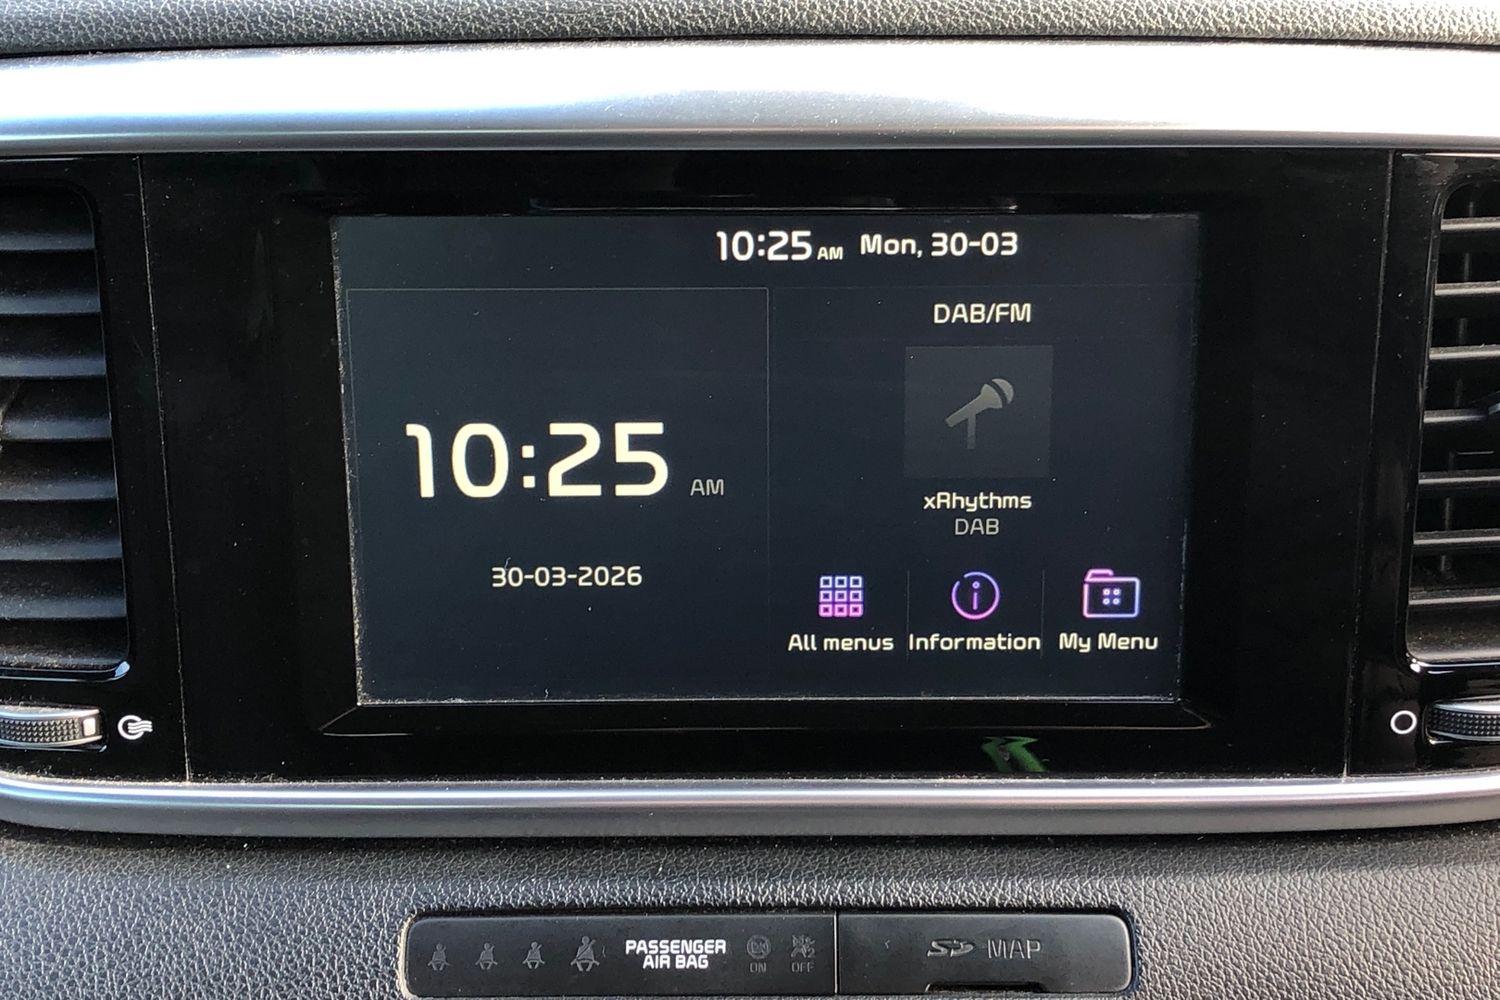 10:25 AM Mon, 30-03
DAB/FM
10:25 AM
30-03-2026
xRhythms
DAB
All menus
Information
My Menu
PASSENGER
AIR BAG
ON
OFF
SD MAP